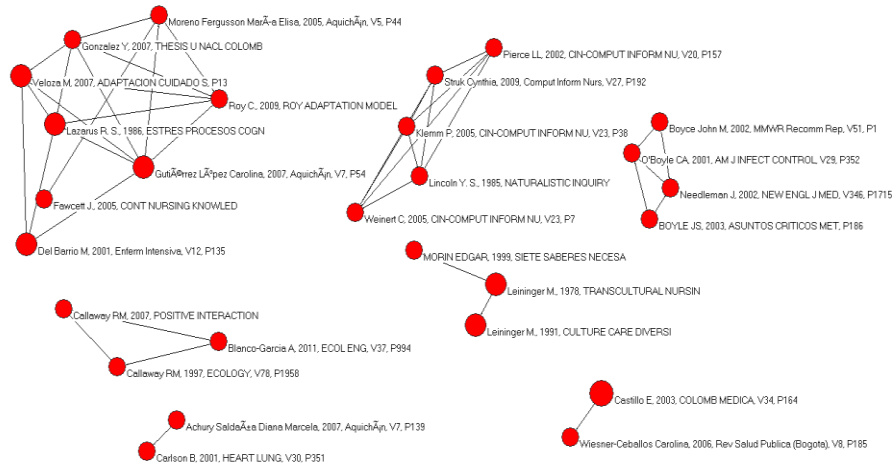 Moreno Fergusson MarÃ­a Elisa, 2005, AquichÃ¡n, V5, P44
Gonzalez Y, 2007, THESIS U NACL COLOMB
Veloza M, 2007, ADAPTACION CUIDADO S, P13
Roy C., 2009, ROY ADAPTATION MODEL
Lazarus R. S., 1986, ESTRES PROCESOS COGN
GutiÃ©rrez LÃ³pez Carolina, 2007, AquichÃ¡n, V7, P54
Fawcett J., 2005, CONT NURSING KNOWLED
Del Barrio M, 2001, Enferm Intensiva, V12, P135
Pierce LL, 2002, CIN-COMPUT INFORM NU, V20, P157
Struk Cynthia, 2009, Comput Inform Nurs, V27, P192
Klemm P, 2005, CIN-COMPUT INFORM NU, V23, P38
Lincoln Y. S., 1985, NATURALISTIC INQUIRY
Weinert C, 2005, CIN-COMPUT INFORM NU, V23, P7
Boyce John M, 2002, MMWR Recomm Rep, V51, P1
O'Boyle CA, 2001, AM J INFECT CONTROL V29, P352
Needleman J, 2002, NEW ENGL J MED, V346, P1715
BOYLE JS, 2003, ASUNTOS CRITICOS MET, P186
MORIN EDGAR, 1999, SIETE SABERES NECESA
Leininger M., 1978, TRANSCULTURAL NURSIN
Leininger M., 1991, CULTURE CARE DIVERSI
Callaway RM, 2007, POSITIVE INTERACTION
Blanco-Garcia A, 2011, ECOL ENG, V37, P994
Callaway RM, 1997, ECOLOGY, V78, P1958
Castillo E, 2003, COLOMB MEDICA, V34, P164
Wiesner-Ceballos Carolina, 2006, Rev Salud Publica (Bogota), V8, P185
Achury SaldaÃ±a Diana Marcela, 2007, AquichÃ¡n, V7, P139
Carlson B, 2001, HEART LUNG, V30, P351